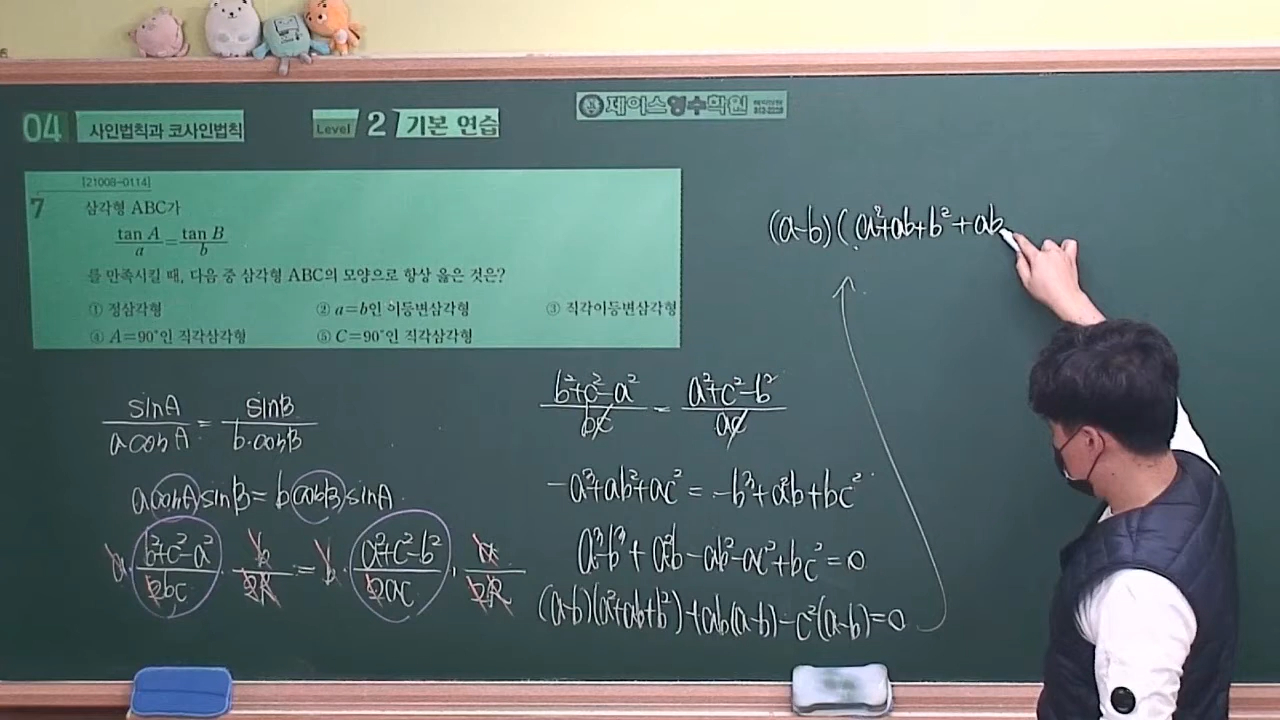 04 사인법칙과 코사인법칙
Level 2 기본 연습
제이스영수학원
[21008-0114]
7 삼각형 ABC가
tan A/a = tan B/b
를 만족시킬 때, 다음 중 삼각형 ABC의 모양으로 항상 옳은 것은?
① 정삼각형 ② a=b인 이등변삼각형 ③ 직각이등변삼각형
④ A=90°인 직각삼각형 ⑤ C=90°인 직각삼각형
sinA/a cosA = sinB/b·cosB
a cosA sinB = b cosB sinA
a · b²+c²-a²/2bc · b/2R = b · a²+c²-b²/2ac · a/2R
b²+c²-a²/bc = a²+c²-b²/ac
-a³+ab²+ac² = -b³+a²b+bc²
a³-b³+a²b-ab²-ac²+bc²=0
(a-b)(a²+ab+b²)+ab(a-b)-c²(a-b)=0
(a-b)(a²+ab+b²+ab